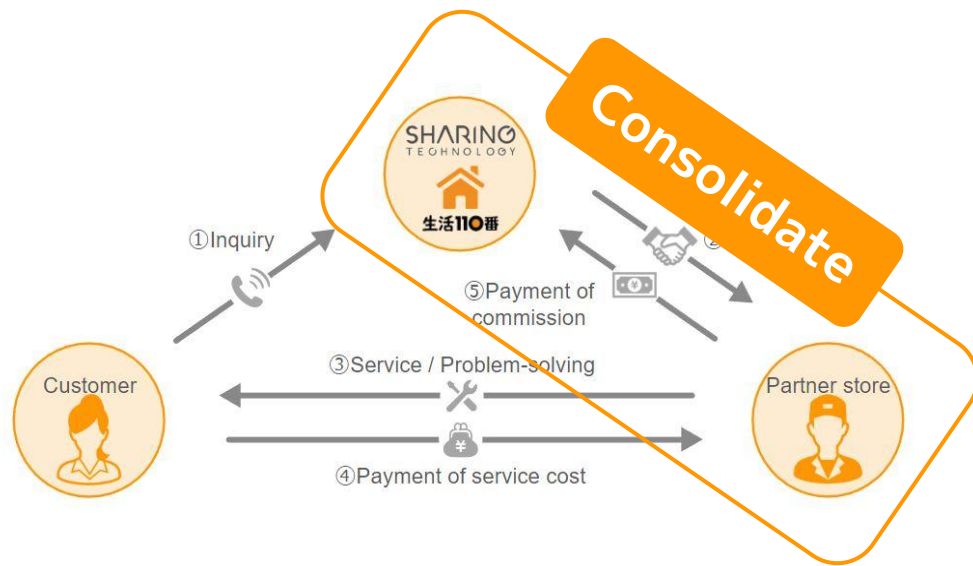 Consolidate
SHARING
TECHNOLOGY
生活110番
①Inquiry
②
⑤Payment of
commission
③Service / Problem-solving
Customer
Partner store
¥
④Payment of service cost